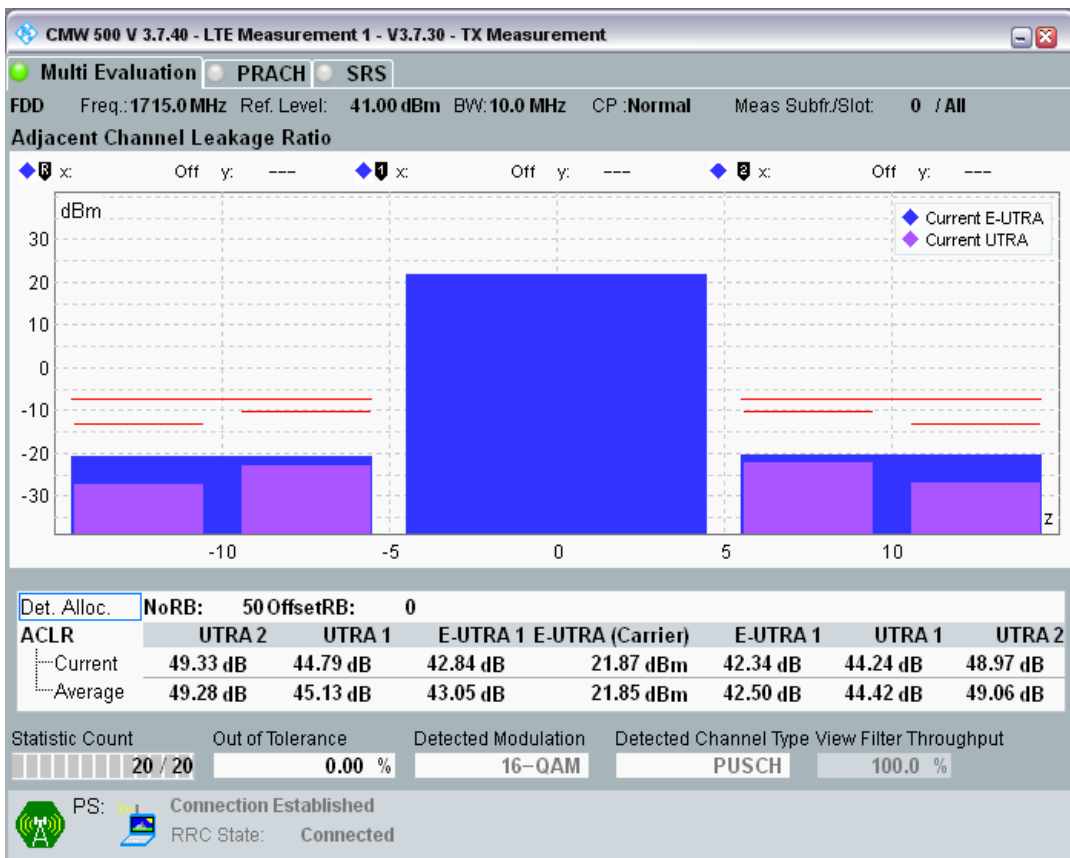 CMW 500 V 3.7.40 - LTE Measurement 1 - V3.7.30 - TX Measurement
Multi Evaluation PRACH SRS
FDD Freq.: 1715.0 MHz Ref. Level: 41.00 dBm BW: 10.0 MHz CP : Normal Meas Subfr./Slot: 0 / All
Adjacent Channel Leakage Ratio
R x: Off y: --- 1 x: Off y: --- 2 x: Off y: ---
dBm
Current E-UTRA
Current UTRA
30
20
10
0
-10
-20
-30
z
-10 -5 0 5 10
Det. Alloc. NoRB: 50 OffsetRB: 0
ACLR UTRA 2 UTRA 1 E-UTRA 1 E-UTRA (Carrier) E-UTRA 1 UTRA 1 UTRA 2
Current 49.33 dB 44.79 dB 42.84 dB 21.87 dBm 42.34 dB 44.24 dB 48.97 dB
Average 49.28 dB 45.13 dB 43.05 dB 21.85 dBm 42.50 dB 44.42 dB 49.06 dB
Statistic Count Out of Tolerance Detected Modulation Detected Channel Type View Filter Throughput
20 / 20 0.00 % 16-QAM PUSCH 100.0 %
PS: Connection Established
RRC State: Connected